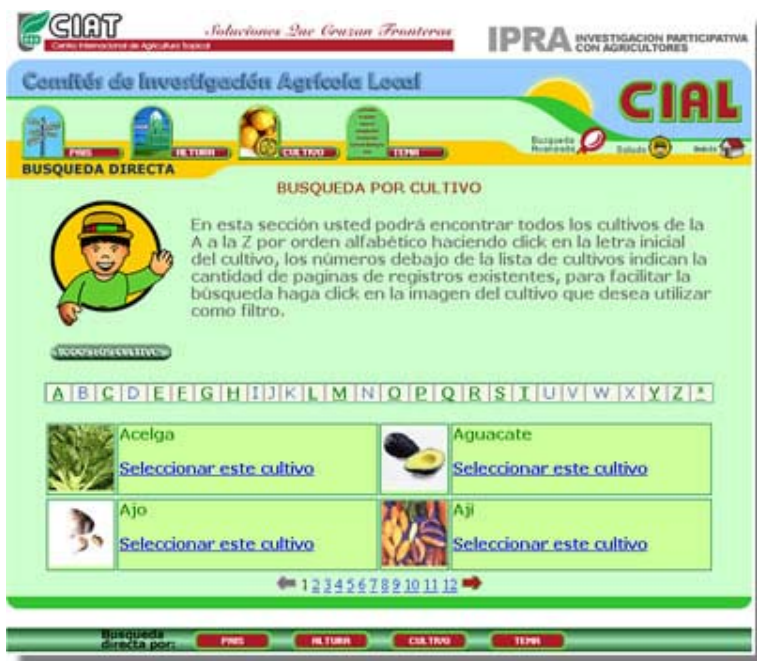 CIAT
Centro Internacional de Agricultura Tropical
Soluciones Que Cruzan Fronteras
IPRA INVESTIGACION PARTICIPATIVA
CON AGRICULTORES
Comités de Investigación Agrícola Local
CIAL
PAIS ALTURA CULTIVO TEMA
Busqueda
Avanzada
BUSQUEDA DIRECTA
BUSQUEDA POR CULTIVO
En esta sección usted podrá encontrar todos los cultivos de la
A a la Z por orden alfabético haciendo click en la letra inicial
del cultivo, los números debajo de la lista de cultivos indican la
cantidad de paginas de registros existentes, para facilitar la
búsqueda haga click en la imagen del cultivo que desea utilizar
como filtro.
TODOS LOS CULTIVOS
A B C D E F G H I J K L M N O P Q R S T U V W X Y Z *
Acelga Aguacate
Seleccionar este cultivo Seleccionar este cultivo
Ajo Ají
Seleccionar este cultivo Seleccionar este cultivo
1 2 3 4 5 6 7 8 9 10 11 12
Busqueda
directa por: PAIS ALTURA CULTIVO TEMA